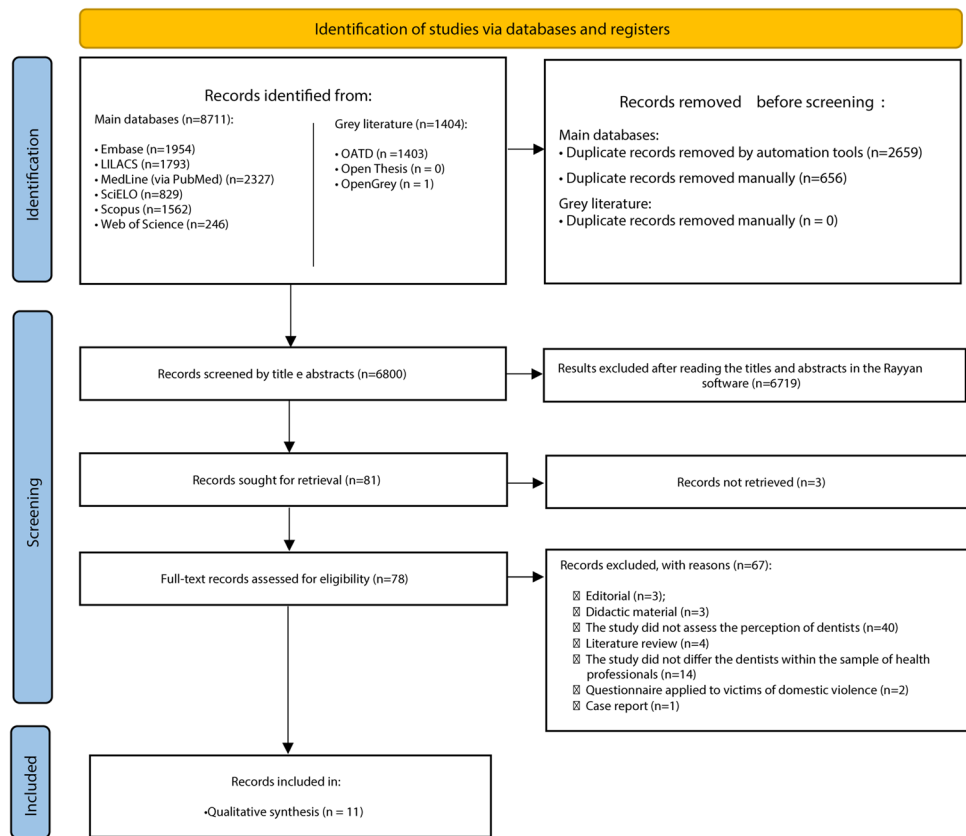 Identification of studies via databases and registers
Identification
Records identified from:
Main databases (n=8711):
• Embase (n=1954)
• LILACS (n=1793)
• MedLine (via PubMed) (n=2327)
• SciELO (n=829)
• Scopus (n=1562)
• Web of Science (n=246)
Grey literature (n=1404):
• OATD (n =1403)
• Open Thesis (n = 0)
• OpenGrey (n = 1)
Records removed before screening :
Main databases:
• Duplicate records removed by automation tools (n=2659)
• Duplicate records removed manually (n=656)
Grey literature:
• Duplicate records removed manually (n = 0)
Screening
Records screened by title e abstracts (n=6800)
Results excluded after reading the titles and abstracts in the Rayyan
software (n=6719)
Records sought for retrieval (n=81)
Records not retrieved (n=3)
Full-text records assessed for eligibility (n=78)
Records excluded, with reasons (n=67):
Editorial (n=3);
Didactic material (n=3)
The study did not assess the perception of dentists (n=40)
Literature review (n=4)
The study did not differ the dentists within the sample of health
professionals (n=14)
Questionnaire applied to victims of domestic violence (n=2)
Case report (n=1)
Included
Records included in:
•Qualitative synthesis (n = 11)